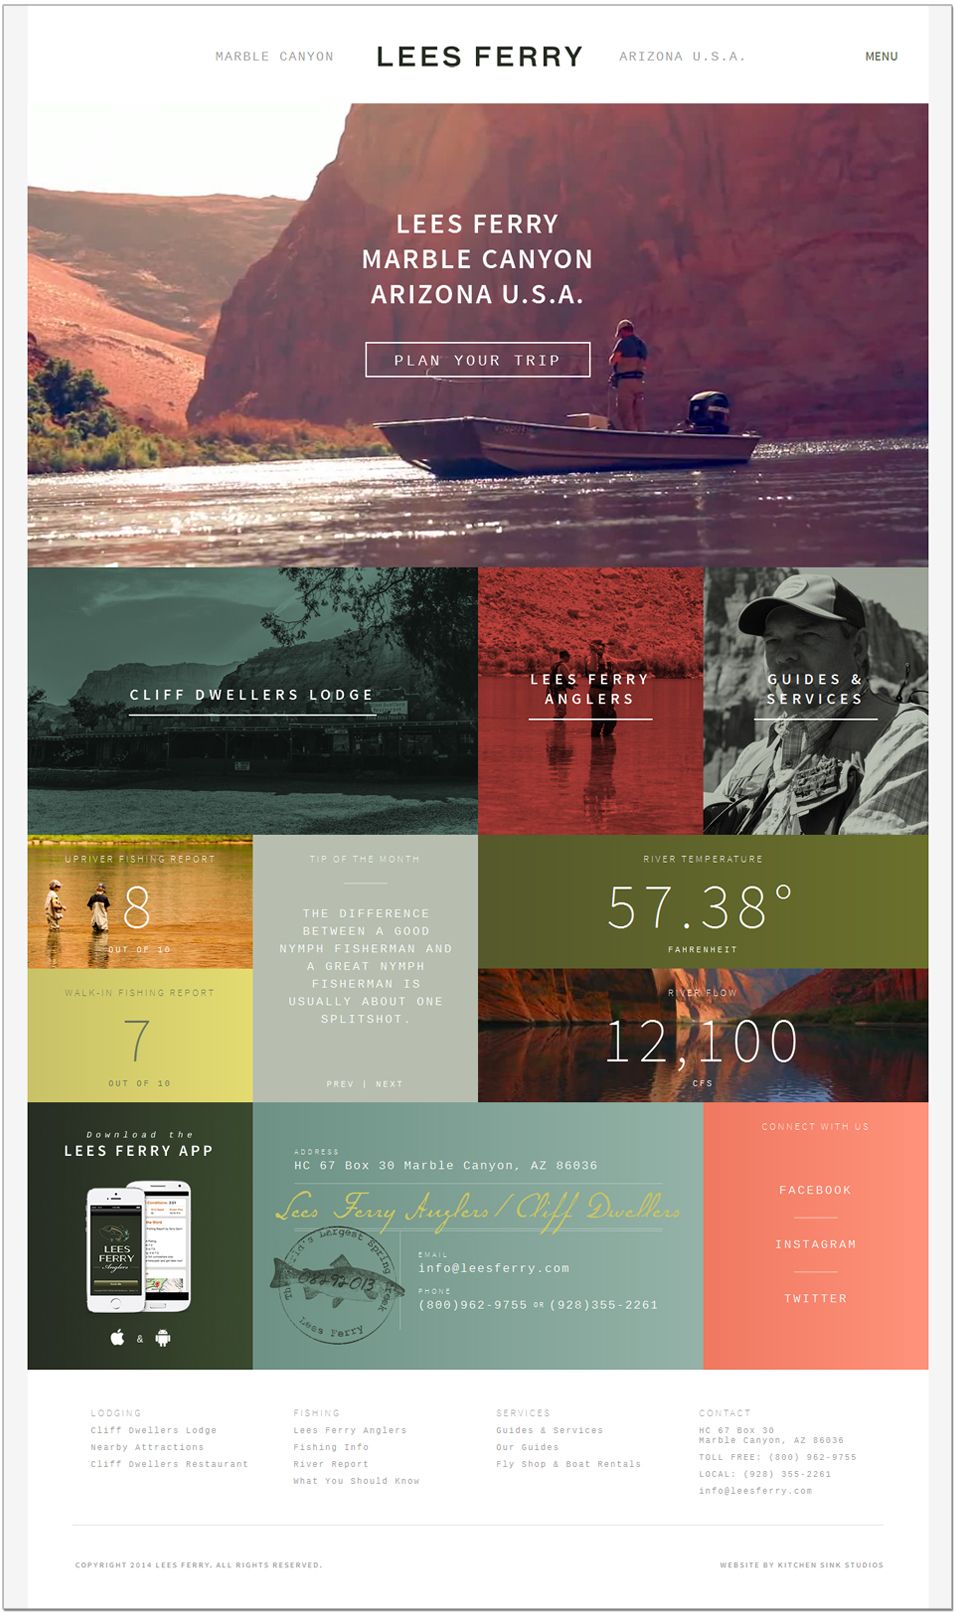 MARBLE CANYON
LEES FERRY
ARIZONA U.S.A.
MENU
LEES FERRY
MARBLE CANYON
ARIZONA U.S.A.
PLAN YOUR TRIP
CLIFF DWELLERS LODGE
LEES FERRY
ANGLERS
GUIDES &
SERVICES
UPRIVER FISHING REPORT
8
OUT OF 10
WALK-IN FISHING REPORT
7
OUT OF 10
TIP OF THE MONTH
THE DIFFERENCE
BETWEEN A GOOD
NYMPH FISHERMAN AND
A GREAT NYMPH
FISHERMAN IS
USUALLY ABOUT ONE
SPLITSHOT.
PREV | NEXT
RIVER TEMPERATURE
57.38°
FAHRENHEIT
RIVER FLOW
12,100
CFS
Download the
LEES FERRY APP
LEES
FERRY
Anglers
&
ADDRESS
HC 67 Box 30 Marble Canyon, AZ 86036
Lees Ferry Anglers / Cliff Dwellers
Largest Spring
08292013
Lees Ferry
EMAIL
info@leesferry.com
PHONE
(800)962-9755 OR (928)355-2261
CONNECT WITH US
FACEBOOK
INSTAGRAM
TWITTER
LODGING
Cliff Dwellers Lodge
Nearby Attractions
Cliff Dwellers Restaurant
FISHING
Lees Ferry Anglers
Fishing Info
River Report
What You Should Know
SERVICES
Guides & Services
Our Guides
Fly Shop & Boat Rentals
CONTACT
HC 67 Box 30
Marble Canyon, AZ 86036
TOLL FREE: (800) 962-9755
LOCAL: (928) 355-2261
info@leesferry.com
COPYRIGHT 2014 LEES FERRY. ALL RIGHTS RESERVED.
WEBSITE BY KITCHEN SINK STUDIOS